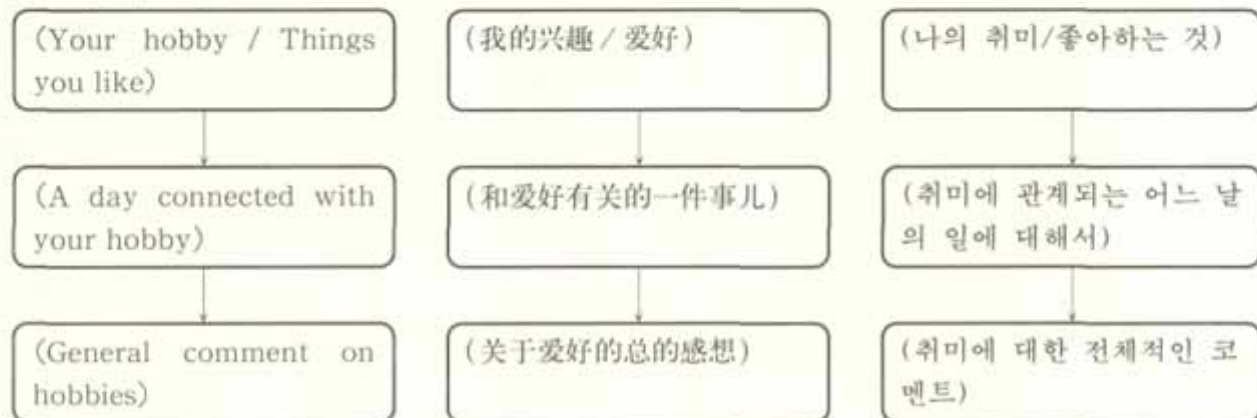 (Your hobby / Things
you like)
(我的兴趣 / 爱好)
(나의 취미/좋아하는 것)
(A day connected with
your hobby)
(和爱好有关的一件事儿)
(취미에 관계되는 어느 날
의 일에 대해서)
(General comment on
hobbies)
(关于爱好的总的感想)
(취미에 대한 전체적인 코
멘트)